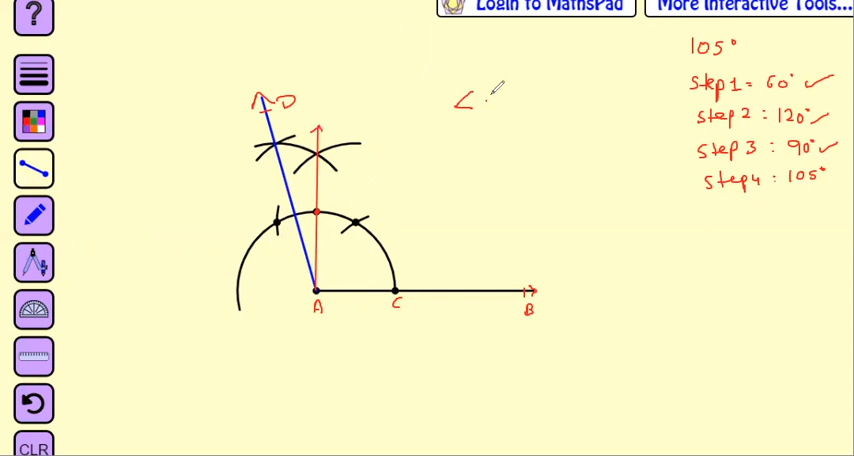 ?
Login to MathsPad
More Interactive Tools...
105°
Step 1 = 60° ✓
Step 2 : 120° ✓
Step 3 : 90° ✓
Step 4 : 105°
D
<
A
C
B
CLR